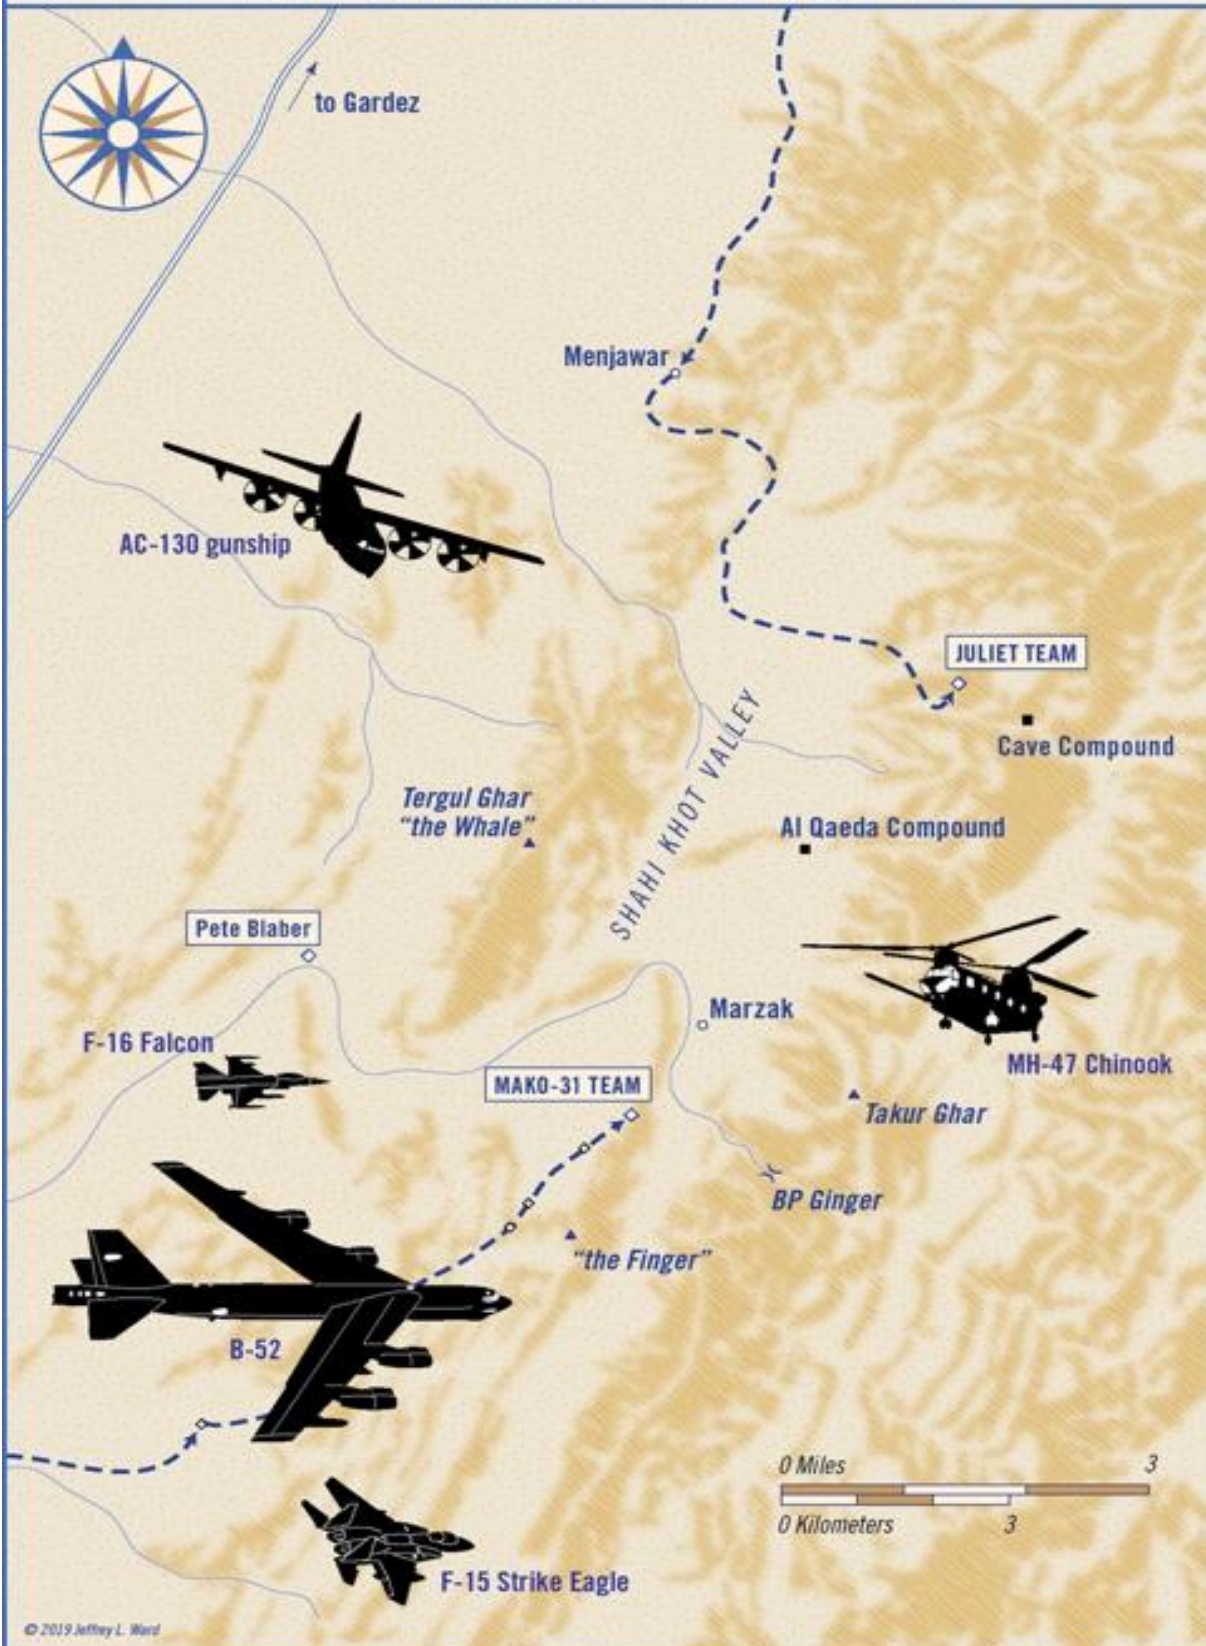 to Gardez
Menjawar
AC-130 gunship
JULIET TEAM
Cave Compound
SHAHI KHOT VALLEY
Tergul Ghar
"the Whale"
Al Qaeda Compound
Pete Blaber
Marzak
F-16 Falcon
MH-47 Chinook
MAKO-31 TEAM
Takur Ghar
BP Ginger
"the Finger"
B-52
0 Miles 3
0 Kilometers 3
F-15 Strike Eagle
© 2019 Jeffrey L. Ward